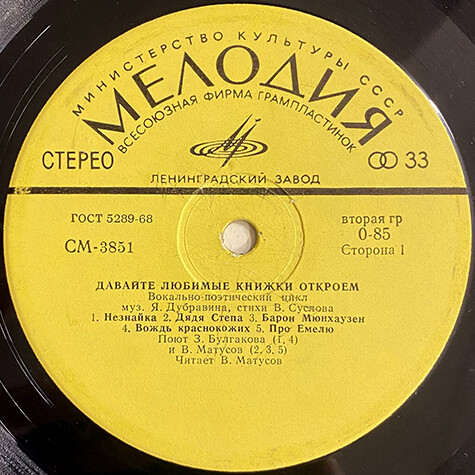 МИНИСТЕРСТВО КУЛЬТУРЫ СССР
МЕЛОДИЯ
ВСЕСОЮЗНАЯ ФИРМА ГРАМПЛАСТИНОК
СТЕРЕО
33
ЛЕНИНГРАДСКИЙ ЗАВОД
ГОСТ 5289-68
вторая гр
СМ-3851
0-85
Сторона 1
ДАВАЙТЕ ЛЮБИМЫЕ КНИЖКИ ОТКРОЕМ
Вокально-поэтический цикл
муз. Я. Дубравина, стихи В. Суслова
1. Незнайка 2. Дядя Степа 3. Барон Мюнхаузен
4. Вождь краснокожих 5. Про Емелю
Поют З. Булгакова (1, 4)
и В. Матусов (2, 3, 5)
Читает В. Матусов